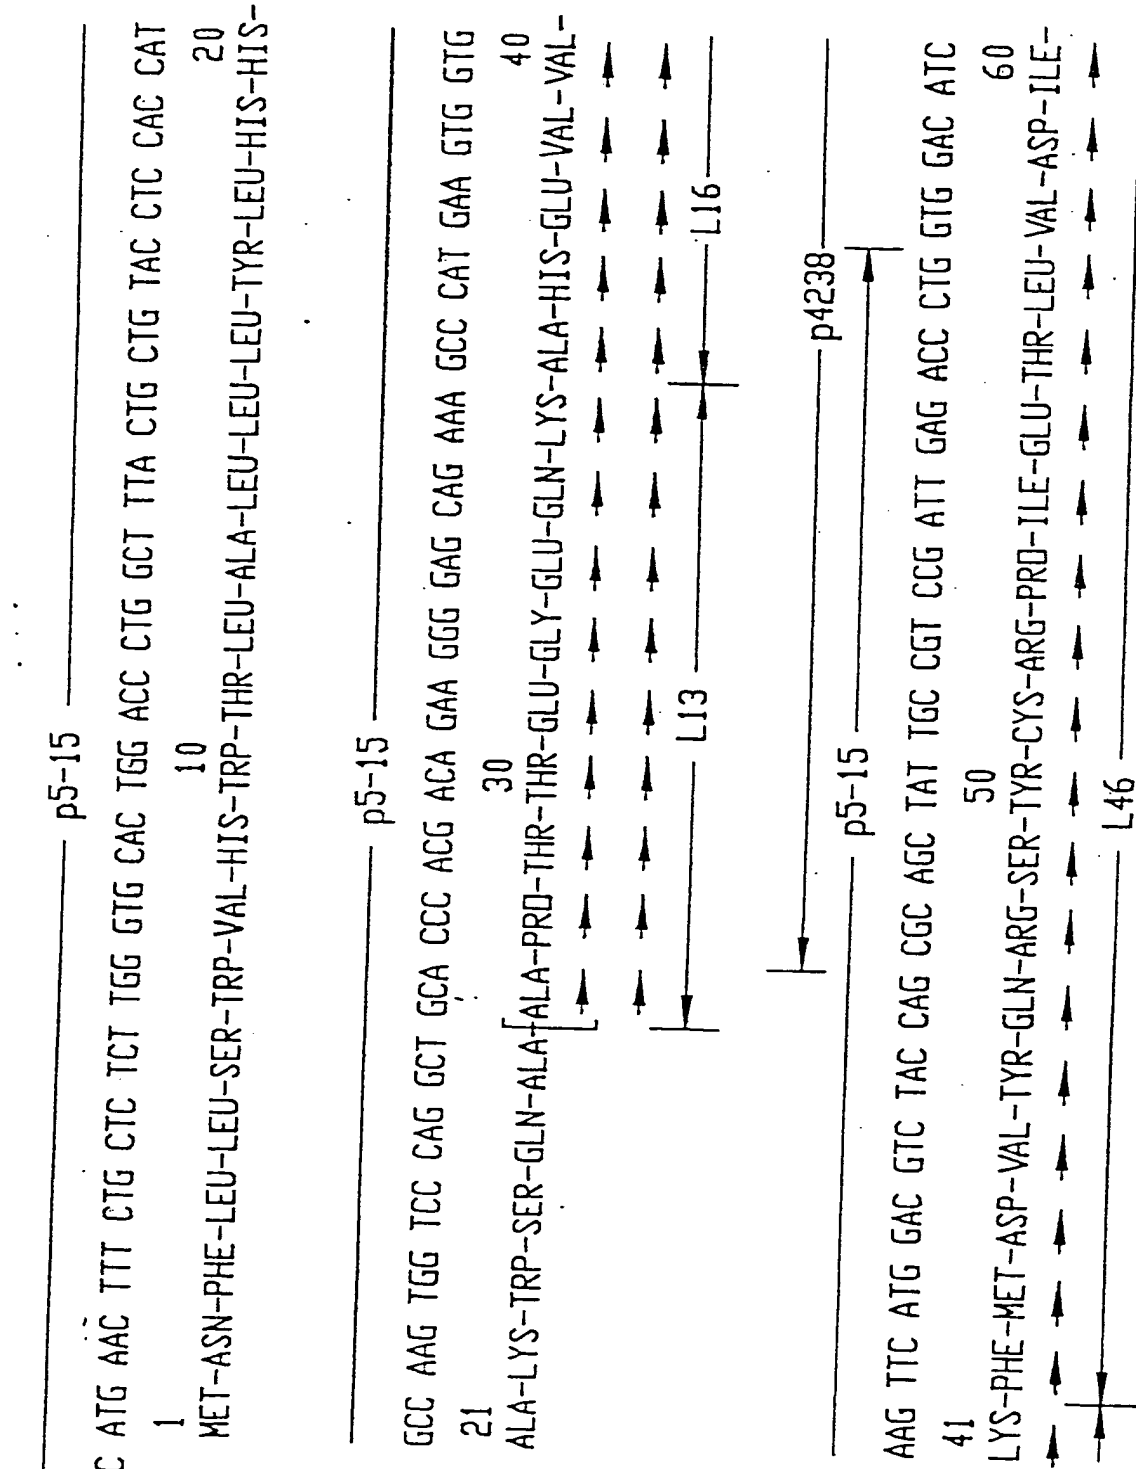 p5-15
C ATG AAC TTT CTG CTC TCT TGG GTG CAC TGG ACC CTG GCT TTA CTG CTG TAC CTC CAC CAT
1 10 20
MET-ASN-PHE-LEU-LEU-SER-TRP-VAL-HIS-TRP-THR-LEU-ALA-LEU-LEU-LEU-TYR-LEU-HIS-HIS-
p5-15
GCC AAG TGG TCC CAG GCT GCA CCC ACG ACA GAA GGG GAG CAG AAA GCC CAT GAA GTG GTG
21 30 40
ALA-LYS-TRP-SER-GLN-ALA-ALA-PRO-THR-THR-GLU-GLY-GLU-GLN-LYS-ALA-HIS-GLU-VAL-VAL-
L13 L16
p4238
p5-15
AAG TTC ATG GAC GTC TAC CAG CGC AGC TAT TGC CGT CCG ATT GAG ACC CTG GTG GAC ATC
41 50 60
LYS-PHE-MET-ASP-VAL-TYR-GLN-ARG-SER-TYR-CYS-ARG-PRO-ILE-GLU-THR-LEU-VAL-ASP-ILE-
L46